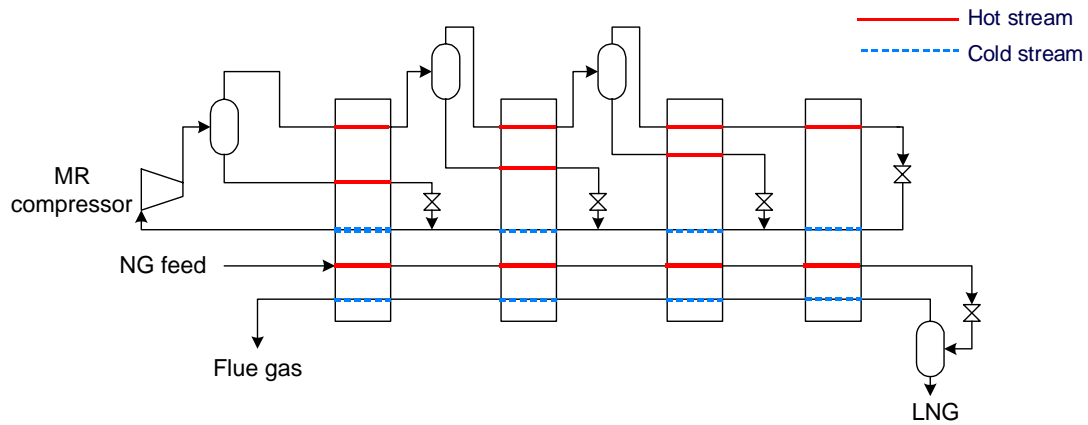 Hot stream
Cold stream
MR
compressor
NG feed
Flue gas
LNG